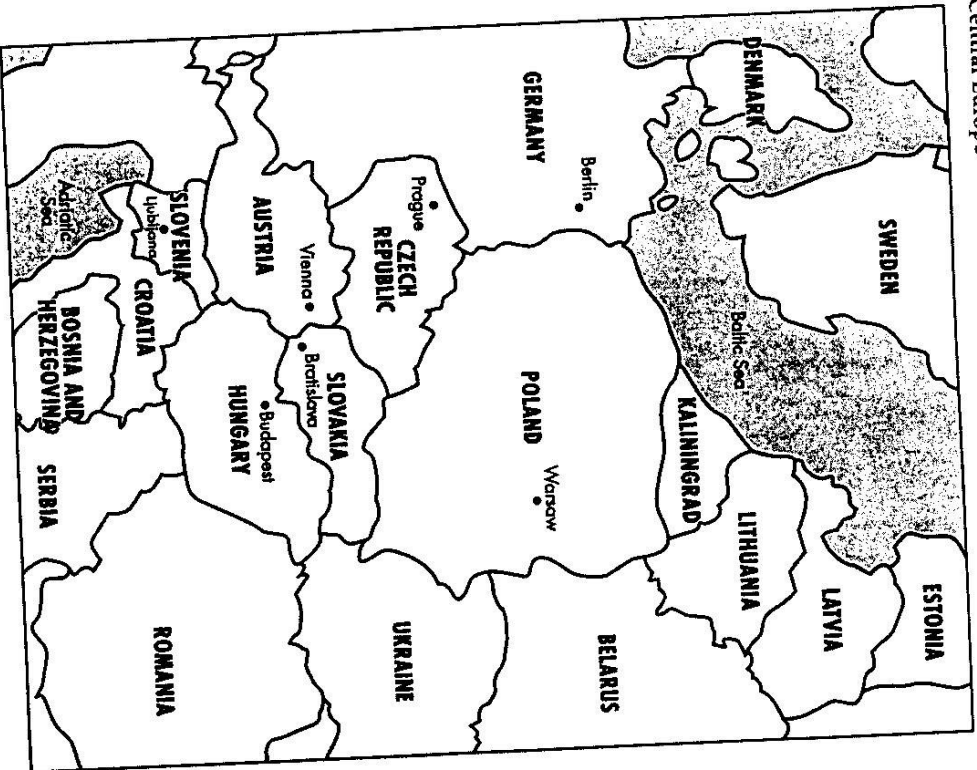 Central Europe
ESTONIA
SWEDEN
LATVIA
DENMARK
Baltic Sea
LITHUANIA
KALININGRAD
Berlin
GERMANY
POLAND
Warsaw
BELARUS
Prague
CZECH
REPUBLIC
UKRAINE
SLOVAKIA
Bratislava
Vienna
AUSTRIA
Budapest
HUNGARY
SLOVENIA
Ljubljana
CROATIA
ROMANIA
Adriatic
Sea
BOSNIA AND
HERZEGOVINA
SERBIA